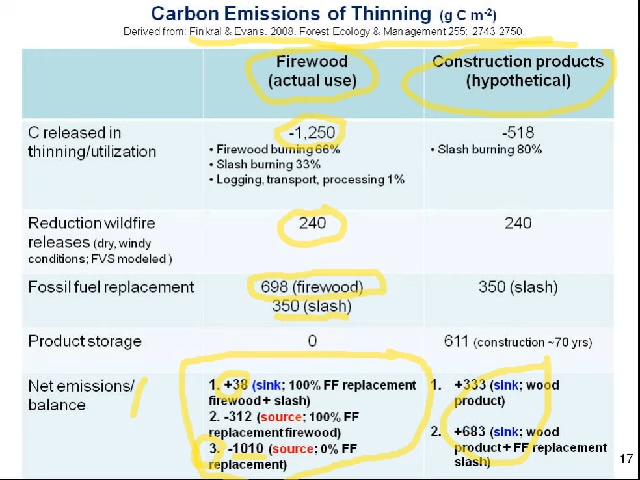 Carbon Emissions of Thinning (g C m-2)
Derived from: Finkral & Evans. 2008. Forest Ecology & Management 255: 2743-2750
Firewood
(actual use)
Construction products
(hypothetical)
C released in
thinning/utilization
-1,250
• Firewood burning 66%
• Slash burning 33%
• Logging, transport, processing 1%
-518
• Slash burning 80%
Reduction wildfire
releases (dry, windy
conditions; FVS modeled )
240
240
Fossil fuel replacement
698 (firewood)
350 (slash)
350 (slash)
Product storage
0
611 (construction ~70 yrs)
Net emissions/
balance
1. +38 (sink; 100% FF replacement
firewood + slash)
2. -312 (source; 100% FF
replacement firewood)
3. -1010 (source; 0% FF
replacement)
1. +333 (sink; wood
product)
2. +683 (sink; wood
product + FF replacement
slash)
17